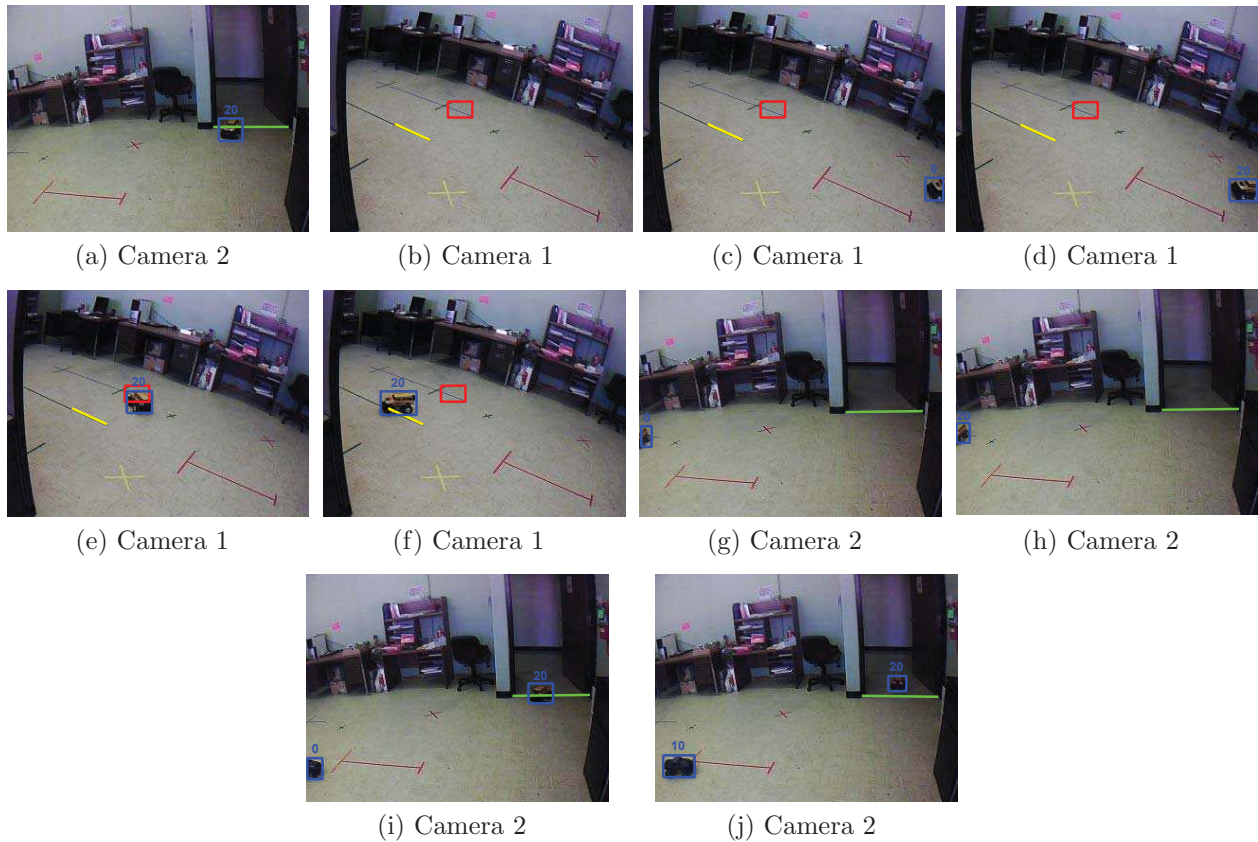 20
(a) Camera 2
(b) Camera 1
0
(c) Camera 1
20
(d) Camera 1
20
(e) Camera 1
20
(f) Camera 1
(g) Camera 2
20
(h) Camera 2
20
0
(i) Camera 2
20
10
(j) Camera 2